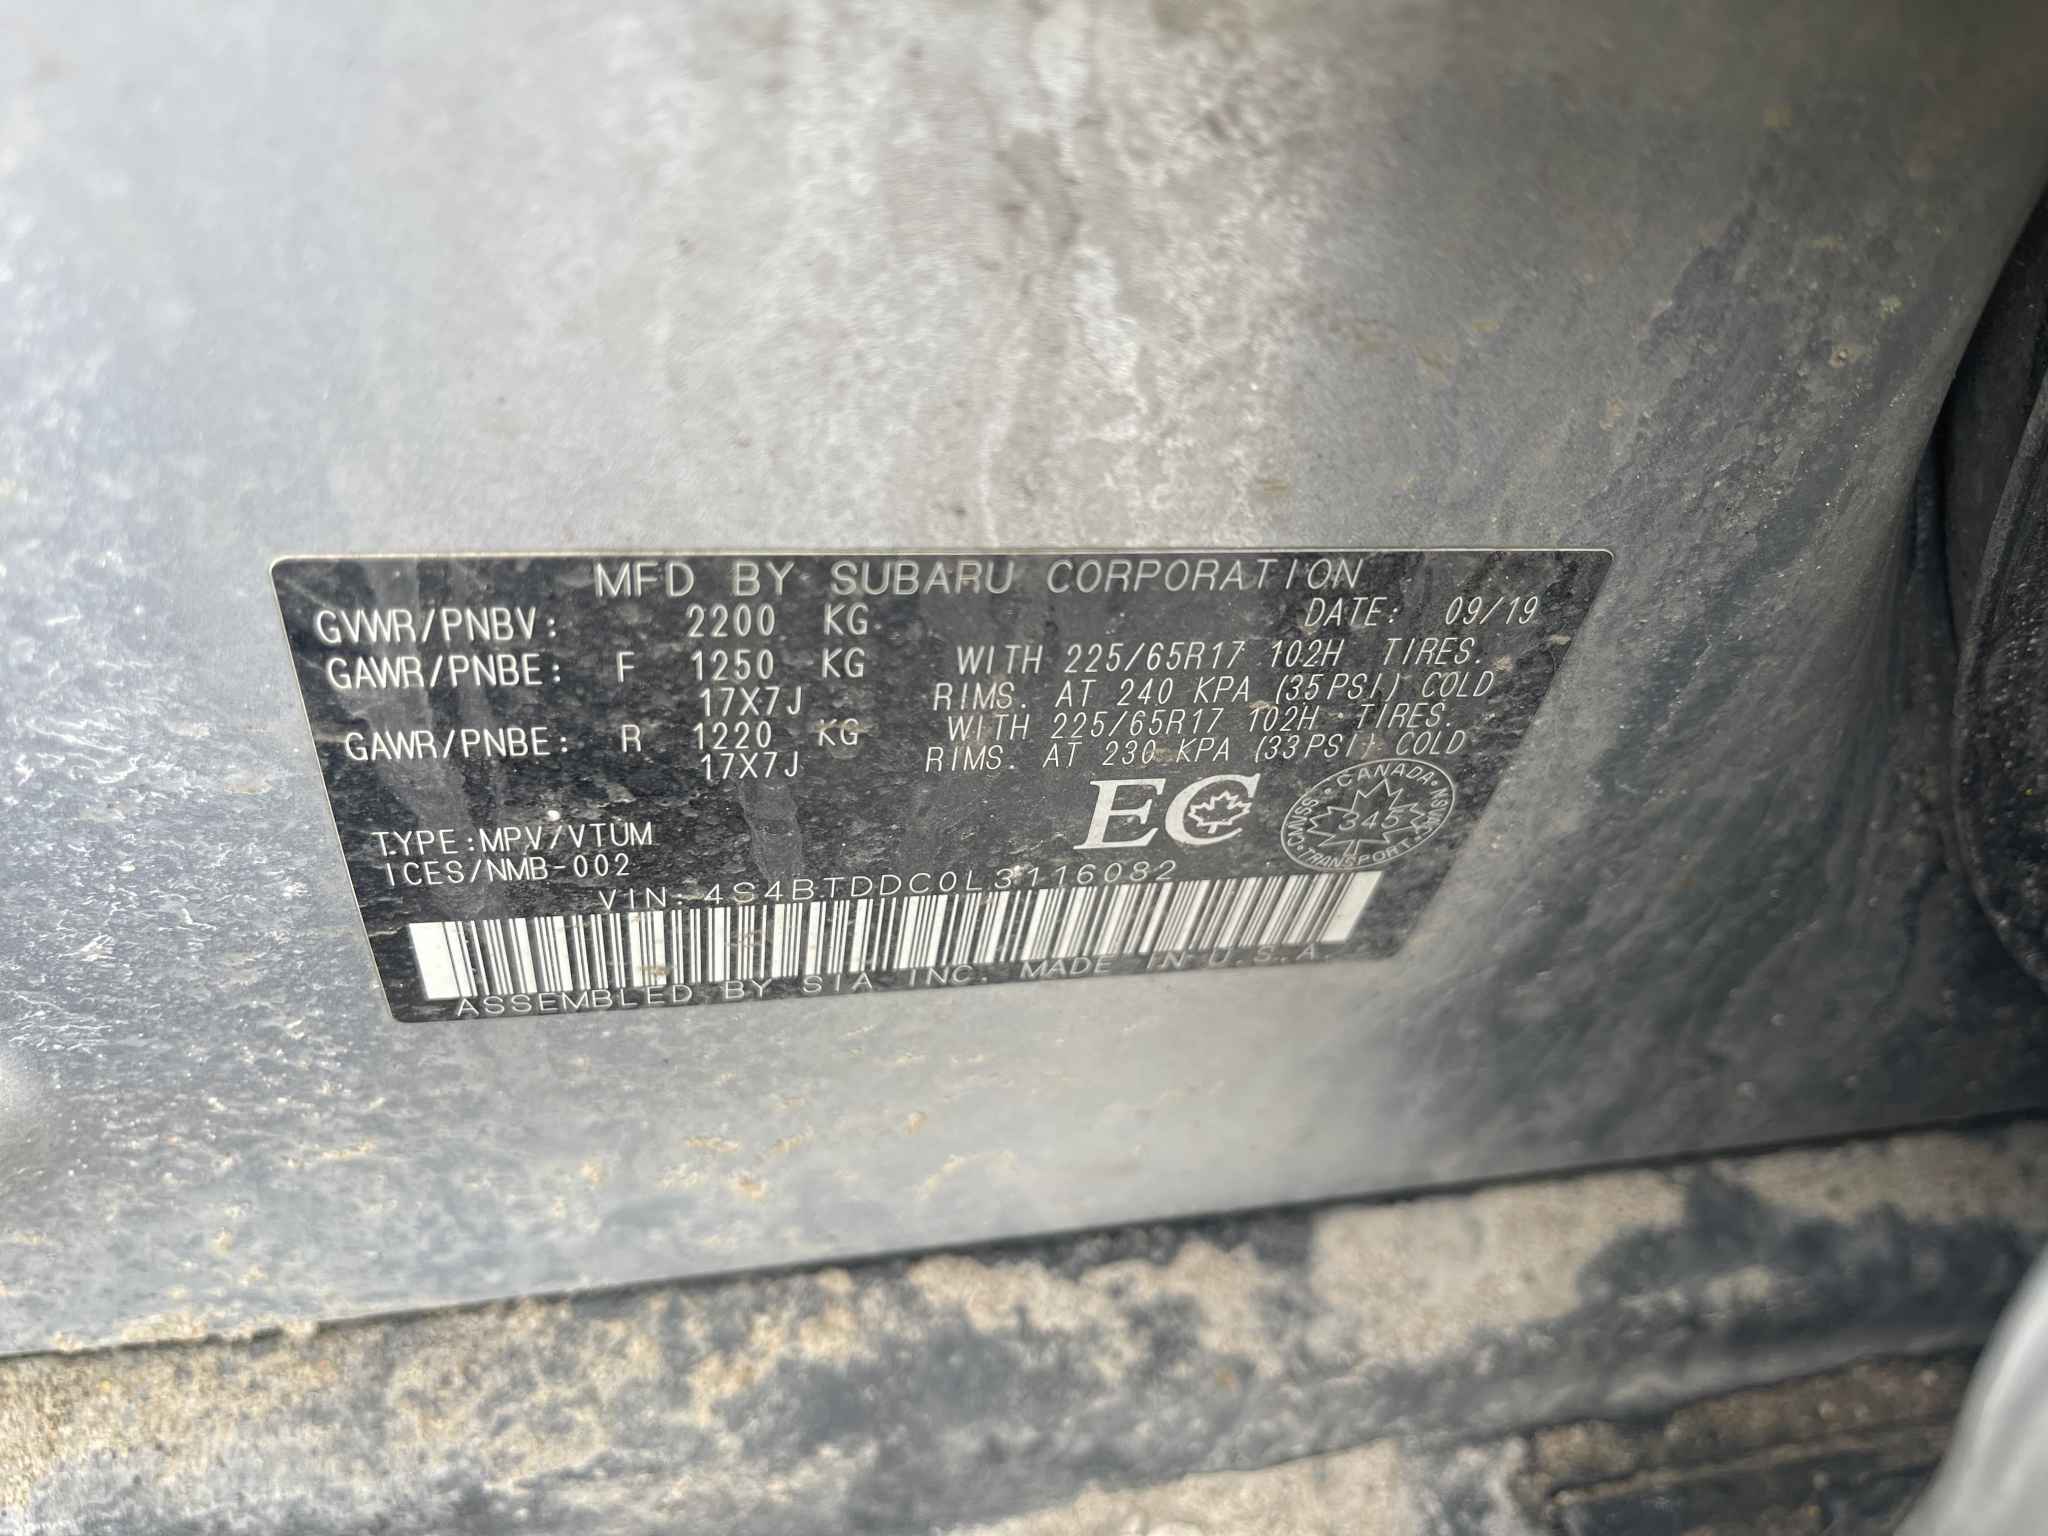 MFD BY SUBARU CORPORATION
GVWR/PNBV: 2200 KG DATE: 09/19
GAWR/PNBE: F 1250 KG WITH 225/65R17 102H TIRES.
17X7J RIMS. AT 240 KPA (35PSI) COLD
GAWR/PNBE: R 1220 KG WITH 225/65R17 102H TIRES.
17X7J RIMS. AT 230 KPA (33PSI) COLD
EC
CANADA
345
TRANSPORT
TYPE:MPV/VTUM
ICES/NMB-002
VIN: 4S4BTDDC0L3116082
ASSEMBLED BY SIA INC. MADE IN U.S.A.